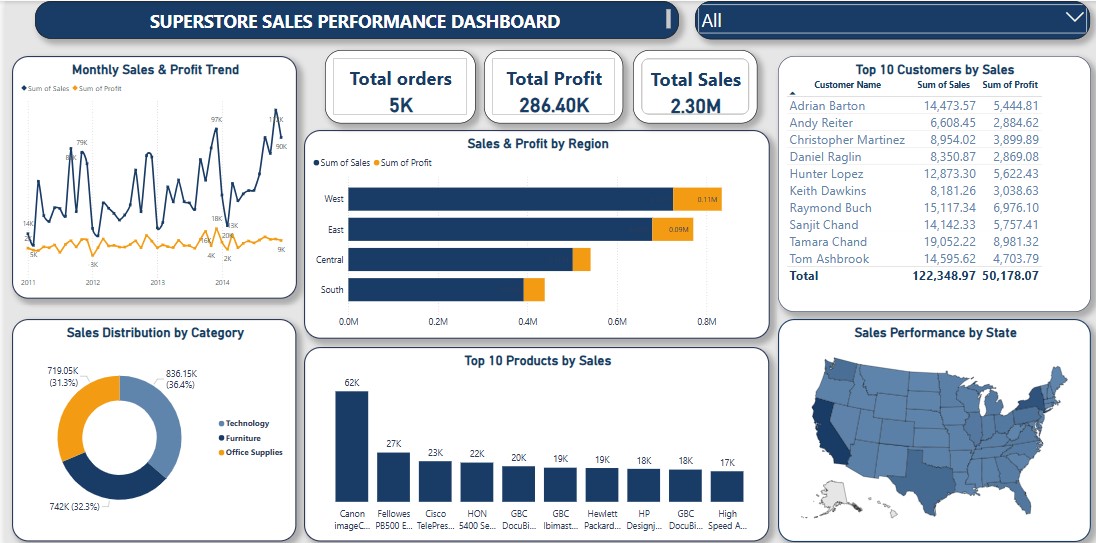 SUPERSTORE SALES PERFORMANCE DASHBOARD
All
Monthly Sales & Profit Trend
Sum of Sales Sum of Profit
97K
79K
90K
14K
18K
20K
5K
3K
4K
2K
9K
2011 2012 2013 2014
Total orders
5K
Total Profit
286.40K
Total Sales
2.30M
Sales & Profit by Region
Sum of Sales Sum of Profit
West 0.11M
East 0.09M
Central
South
0.0M 0.2M 0.4M 0.6M 0.8M
Top 10 Customers by Sales
Customer Name Sum of Sales Sum of Profit
Adrian Barton 14,473.57 5,444.81
Andy Reiter 6,608.45 2,884.62
Christopher Martinez 8,954.02 3,899.89
Daniel Raglin 8,350.87 2,869.08
Hunter Lopez 12,873.30 5,622.43
Keith Dawkins 8,181.26 3,038.63
Raymond Buch 15,117.34 6,976.10
Sanjit Chand 14,142.33 5,757.41
Tamara Chand 19,052.22 8,981.32
Tom Ashbrook 14,595.62 4,703.79
Total 122,348.97 50,178.07
Sales Distribution by Category
719.05K
(31.3%)
836.15K
(36.4%)
742K (32.3%)
Technology
Furniture
Office Supplies
Top 10 Products by Sales
62K 27K 23K 22K 20K 19K 19K 18K 18K 17K
Canon Fellowes Cisco HON GBC GBC Hewlett HP GBC High
imageC... PB500 E... TelePres... 5400 Se... DocuBi... Ibimast... Packard... Designj... DocuBi... Speed A...
Sales Performance by State